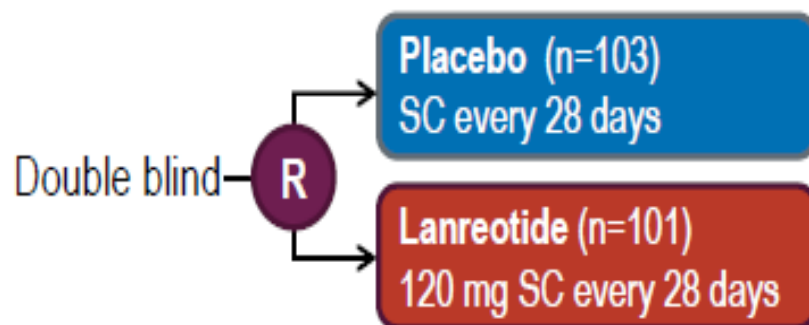 Double blind
R
Placebo (n=103)
SC every 28 days
Lanreotide (n=101)
120 mg SC every 28 days